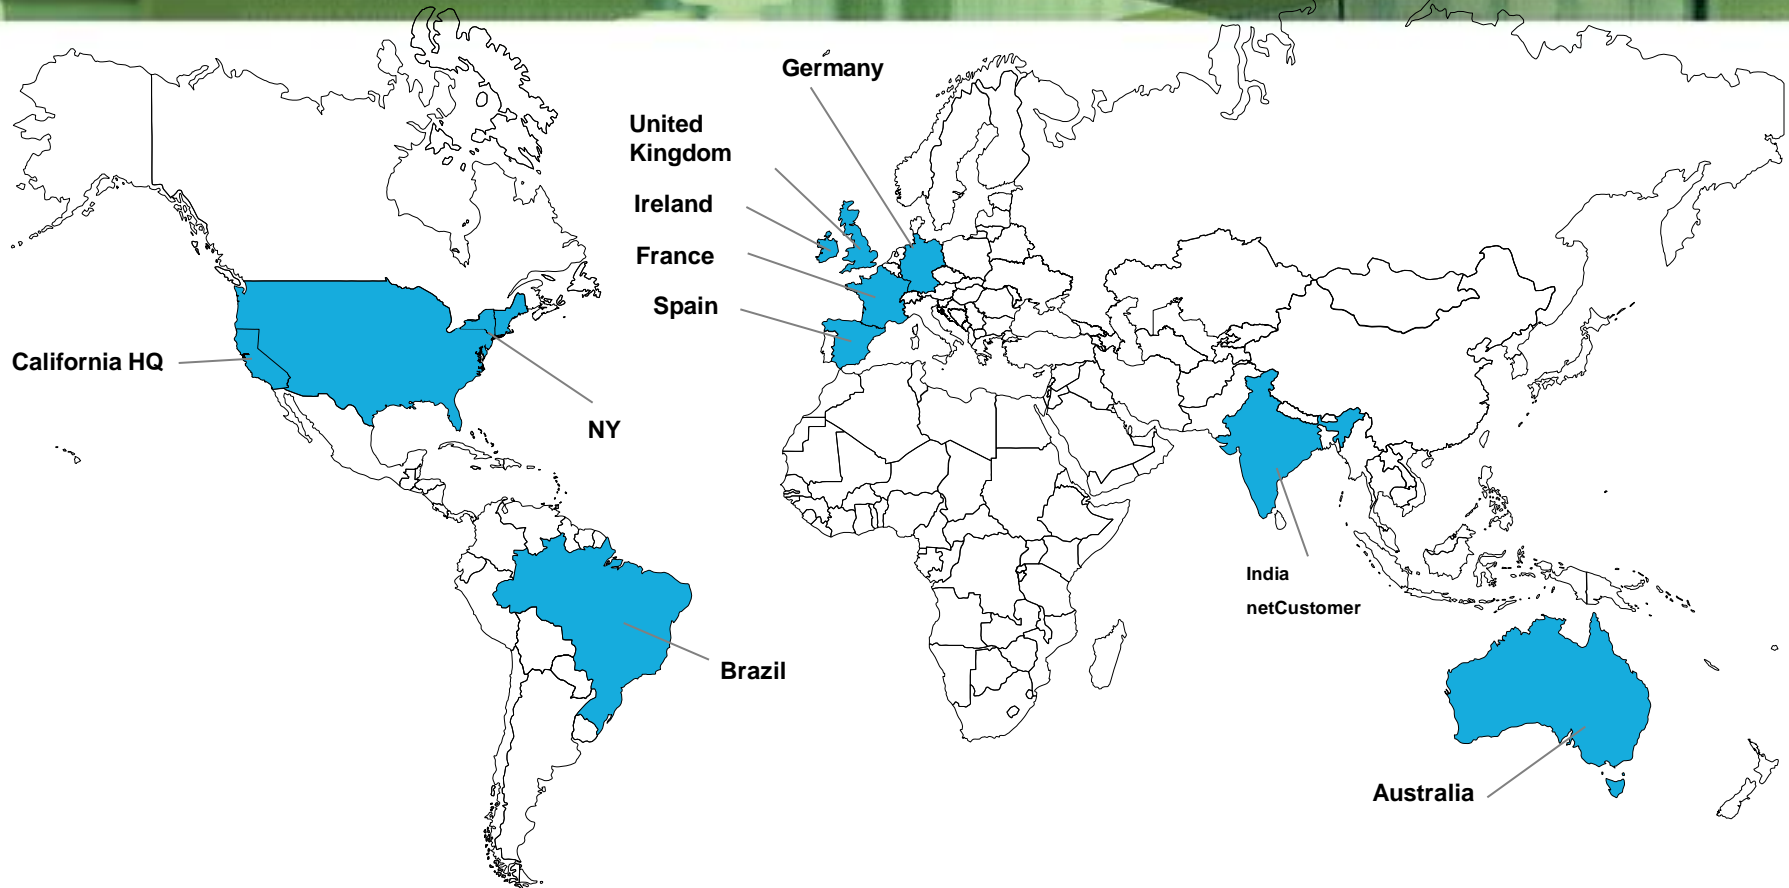 Germany
United
Kingdom
Ireland
France
Spain
California HQ
NY
India
netCustomer
Brazil
Australia